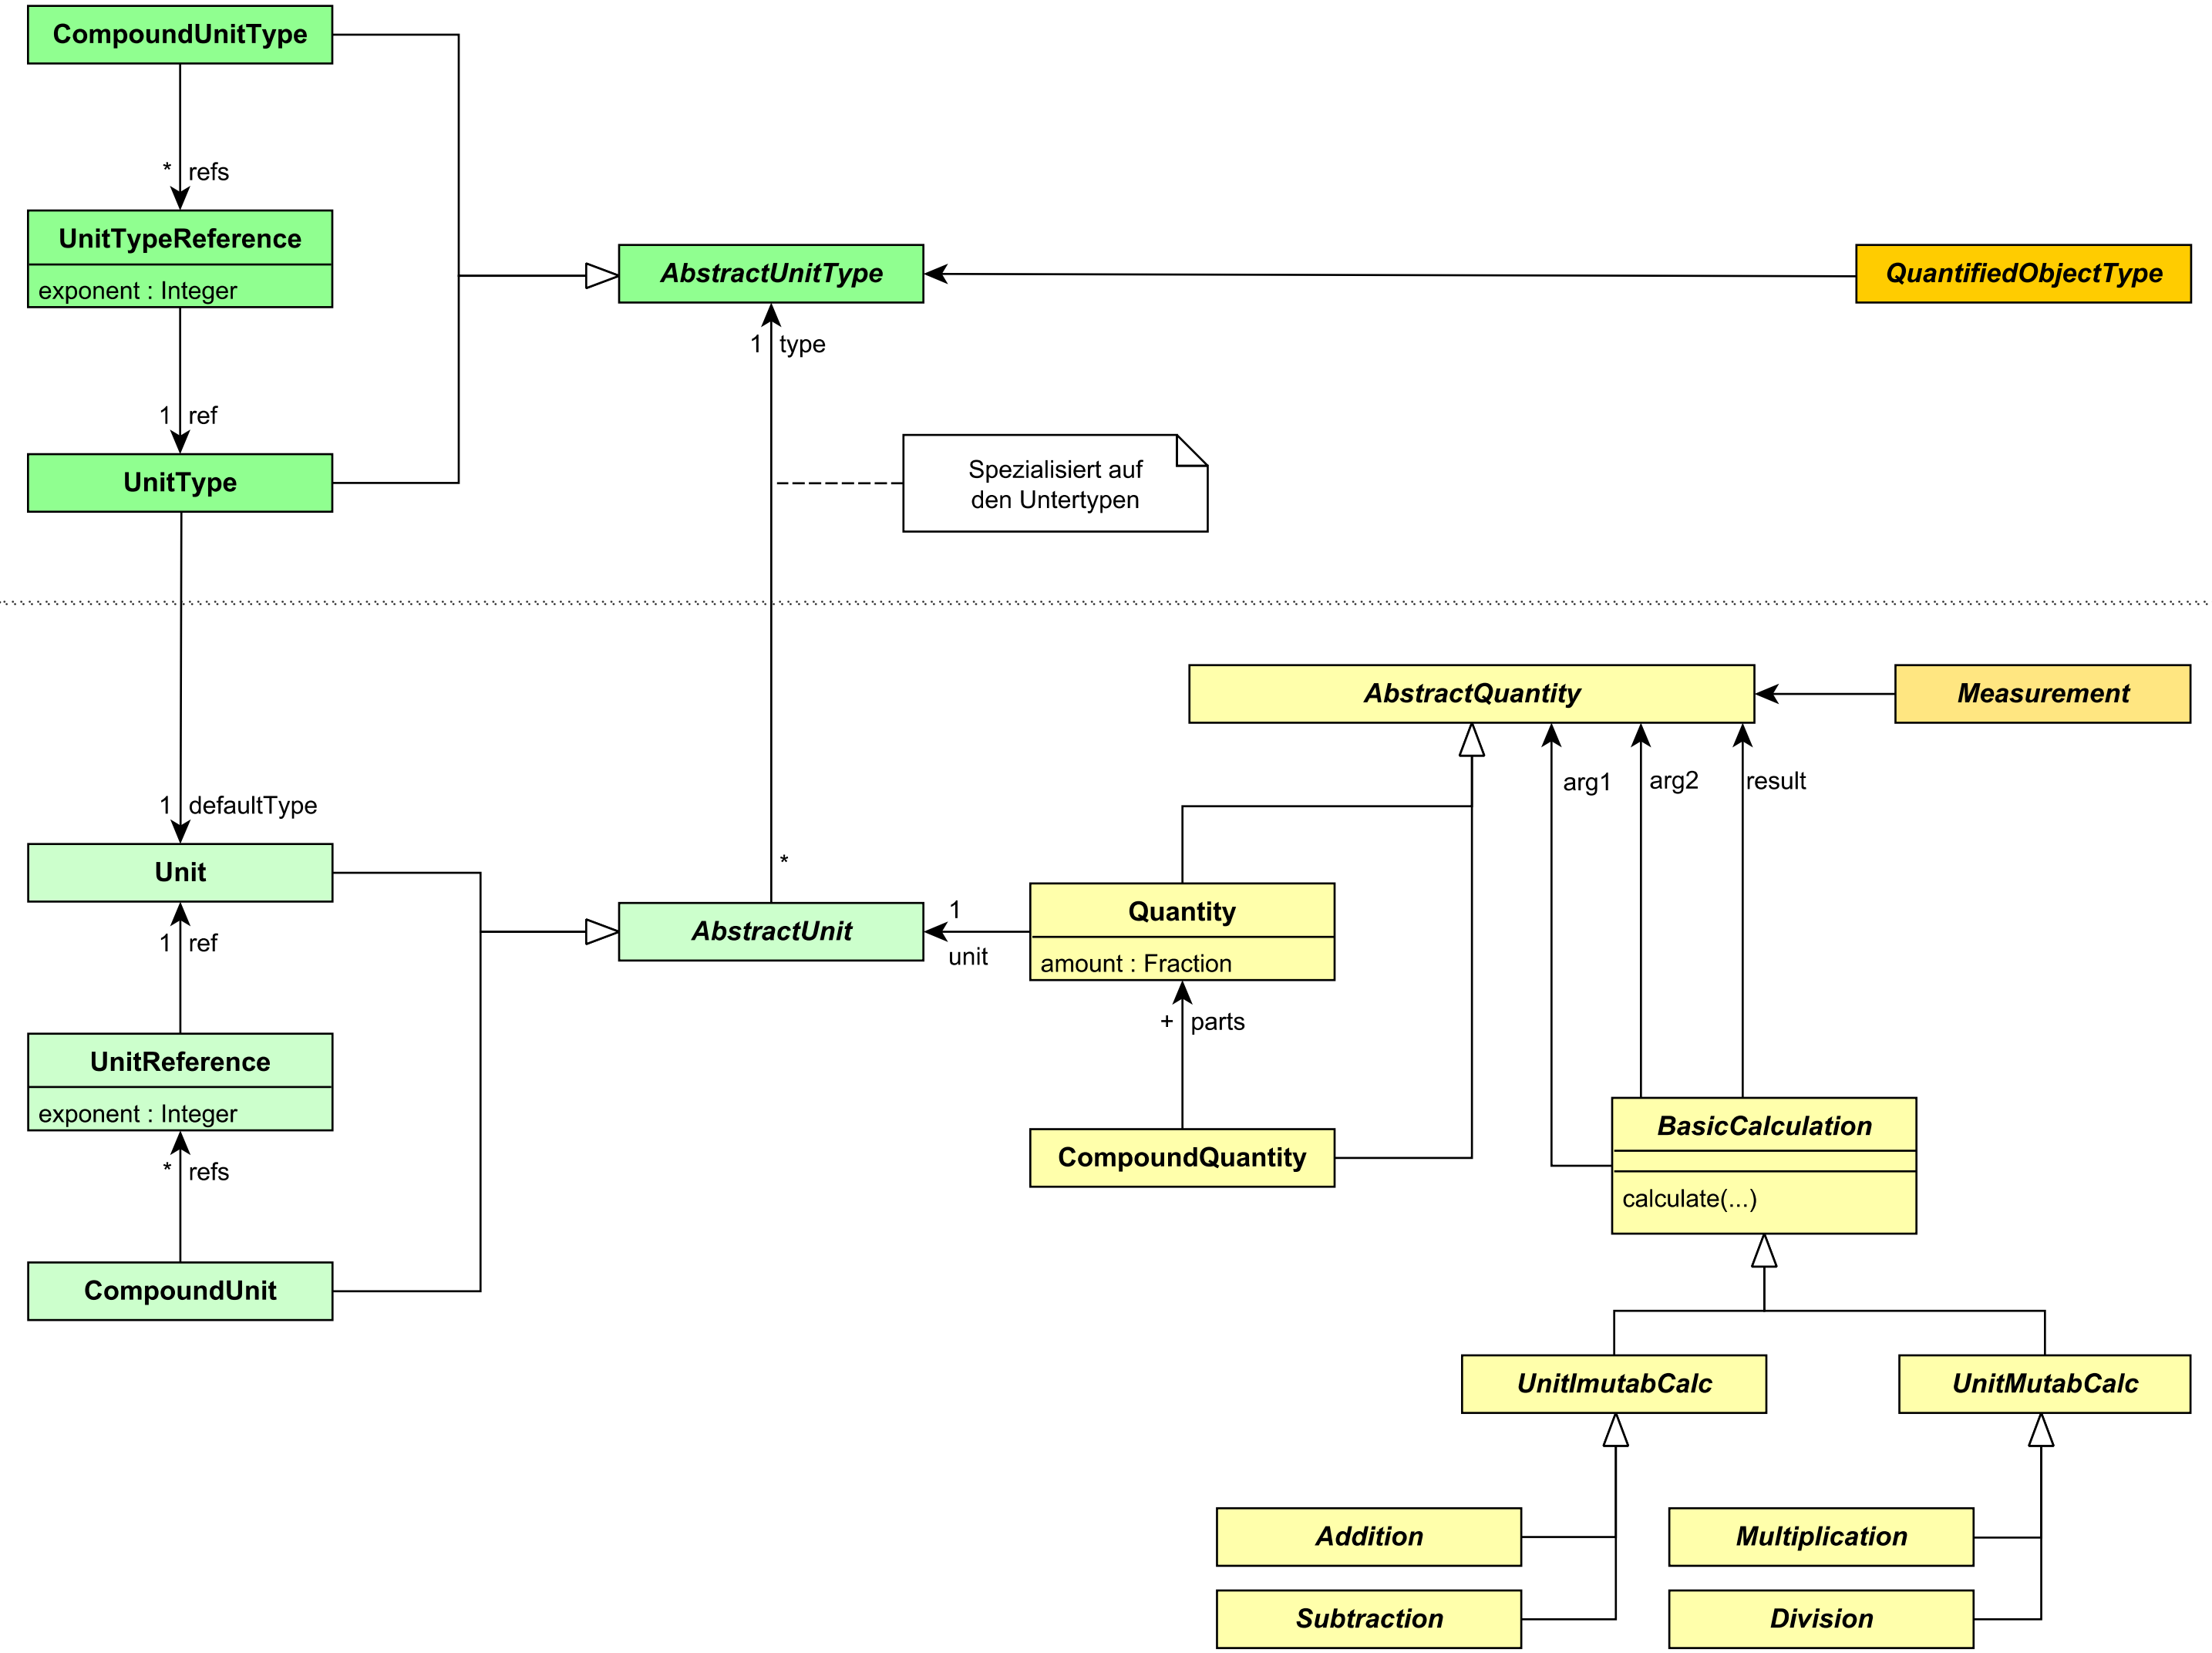 CompoundUnitType
* refs
UnitTypeReference
exponent : Integer
AbstractUnitType
QuantifiedObjectType
1 type
1 ref
UnitType
Spezialisiert auf
den Untertypen
AbstractQuantity
Measurement
arg1
arg2
result
1 defaultType
Unit
*
1 ref
AbstractUnit
1
unit
Quantity
amount : Fraction
+ parts
UnitReference
exponent : Integer
* refs
CompoundQuantity
BasicCalculation
calculate(...)
CompoundUnit
UnitImutabCalc
UnitMutabCalc
Addition
Multiplication
Subtraction
Division